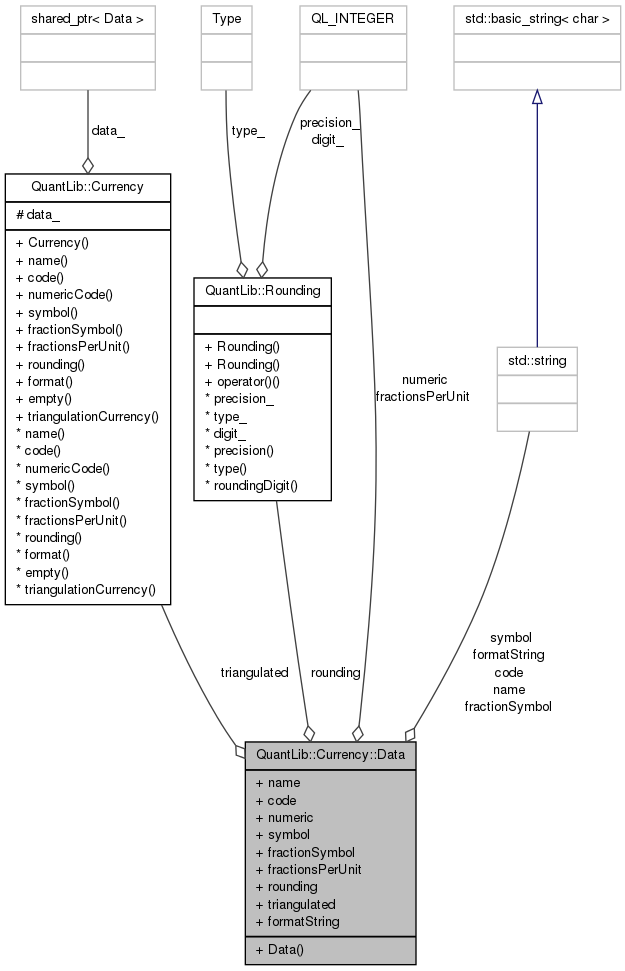 shared_ptr< Data >
Type
QL_INTEGER
std::basic_string< char >
data_
type_
precision_
digit_
QuantLib::Currency
# data_
+ Currency()
+ name()
+ code()
+ numericCode()
+ symbol()
+ fractionSymbol()
+ fractionsPerUnit()
+ rounding()
+ format()
+ empty()
+ triangulationCurrency()
* name()
* code()
* numericCode()
* symbol()
* fractionSymbol()
* fractionsPerUnit()
* rounding()
* format()
* empty()
* triangulationCurrency()
QuantLib::Rounding
+ Rounding()
+ Rounding()
+ operator()()
* precision_
* type_
* digit_
* precision()
* type()
* roundingDigit()
numeric
fractionsPerUnit
std::string
triangulated
rounding
symbol
formatString
code
name
fractionSymbol
QuantLib::Currency::Data
+ name
+ code
+ numeric
+ symbol
+ fractionSymbol
+ fractionsPerUnit
+ rounding
+ triangulated
+ formatString
+ Data()